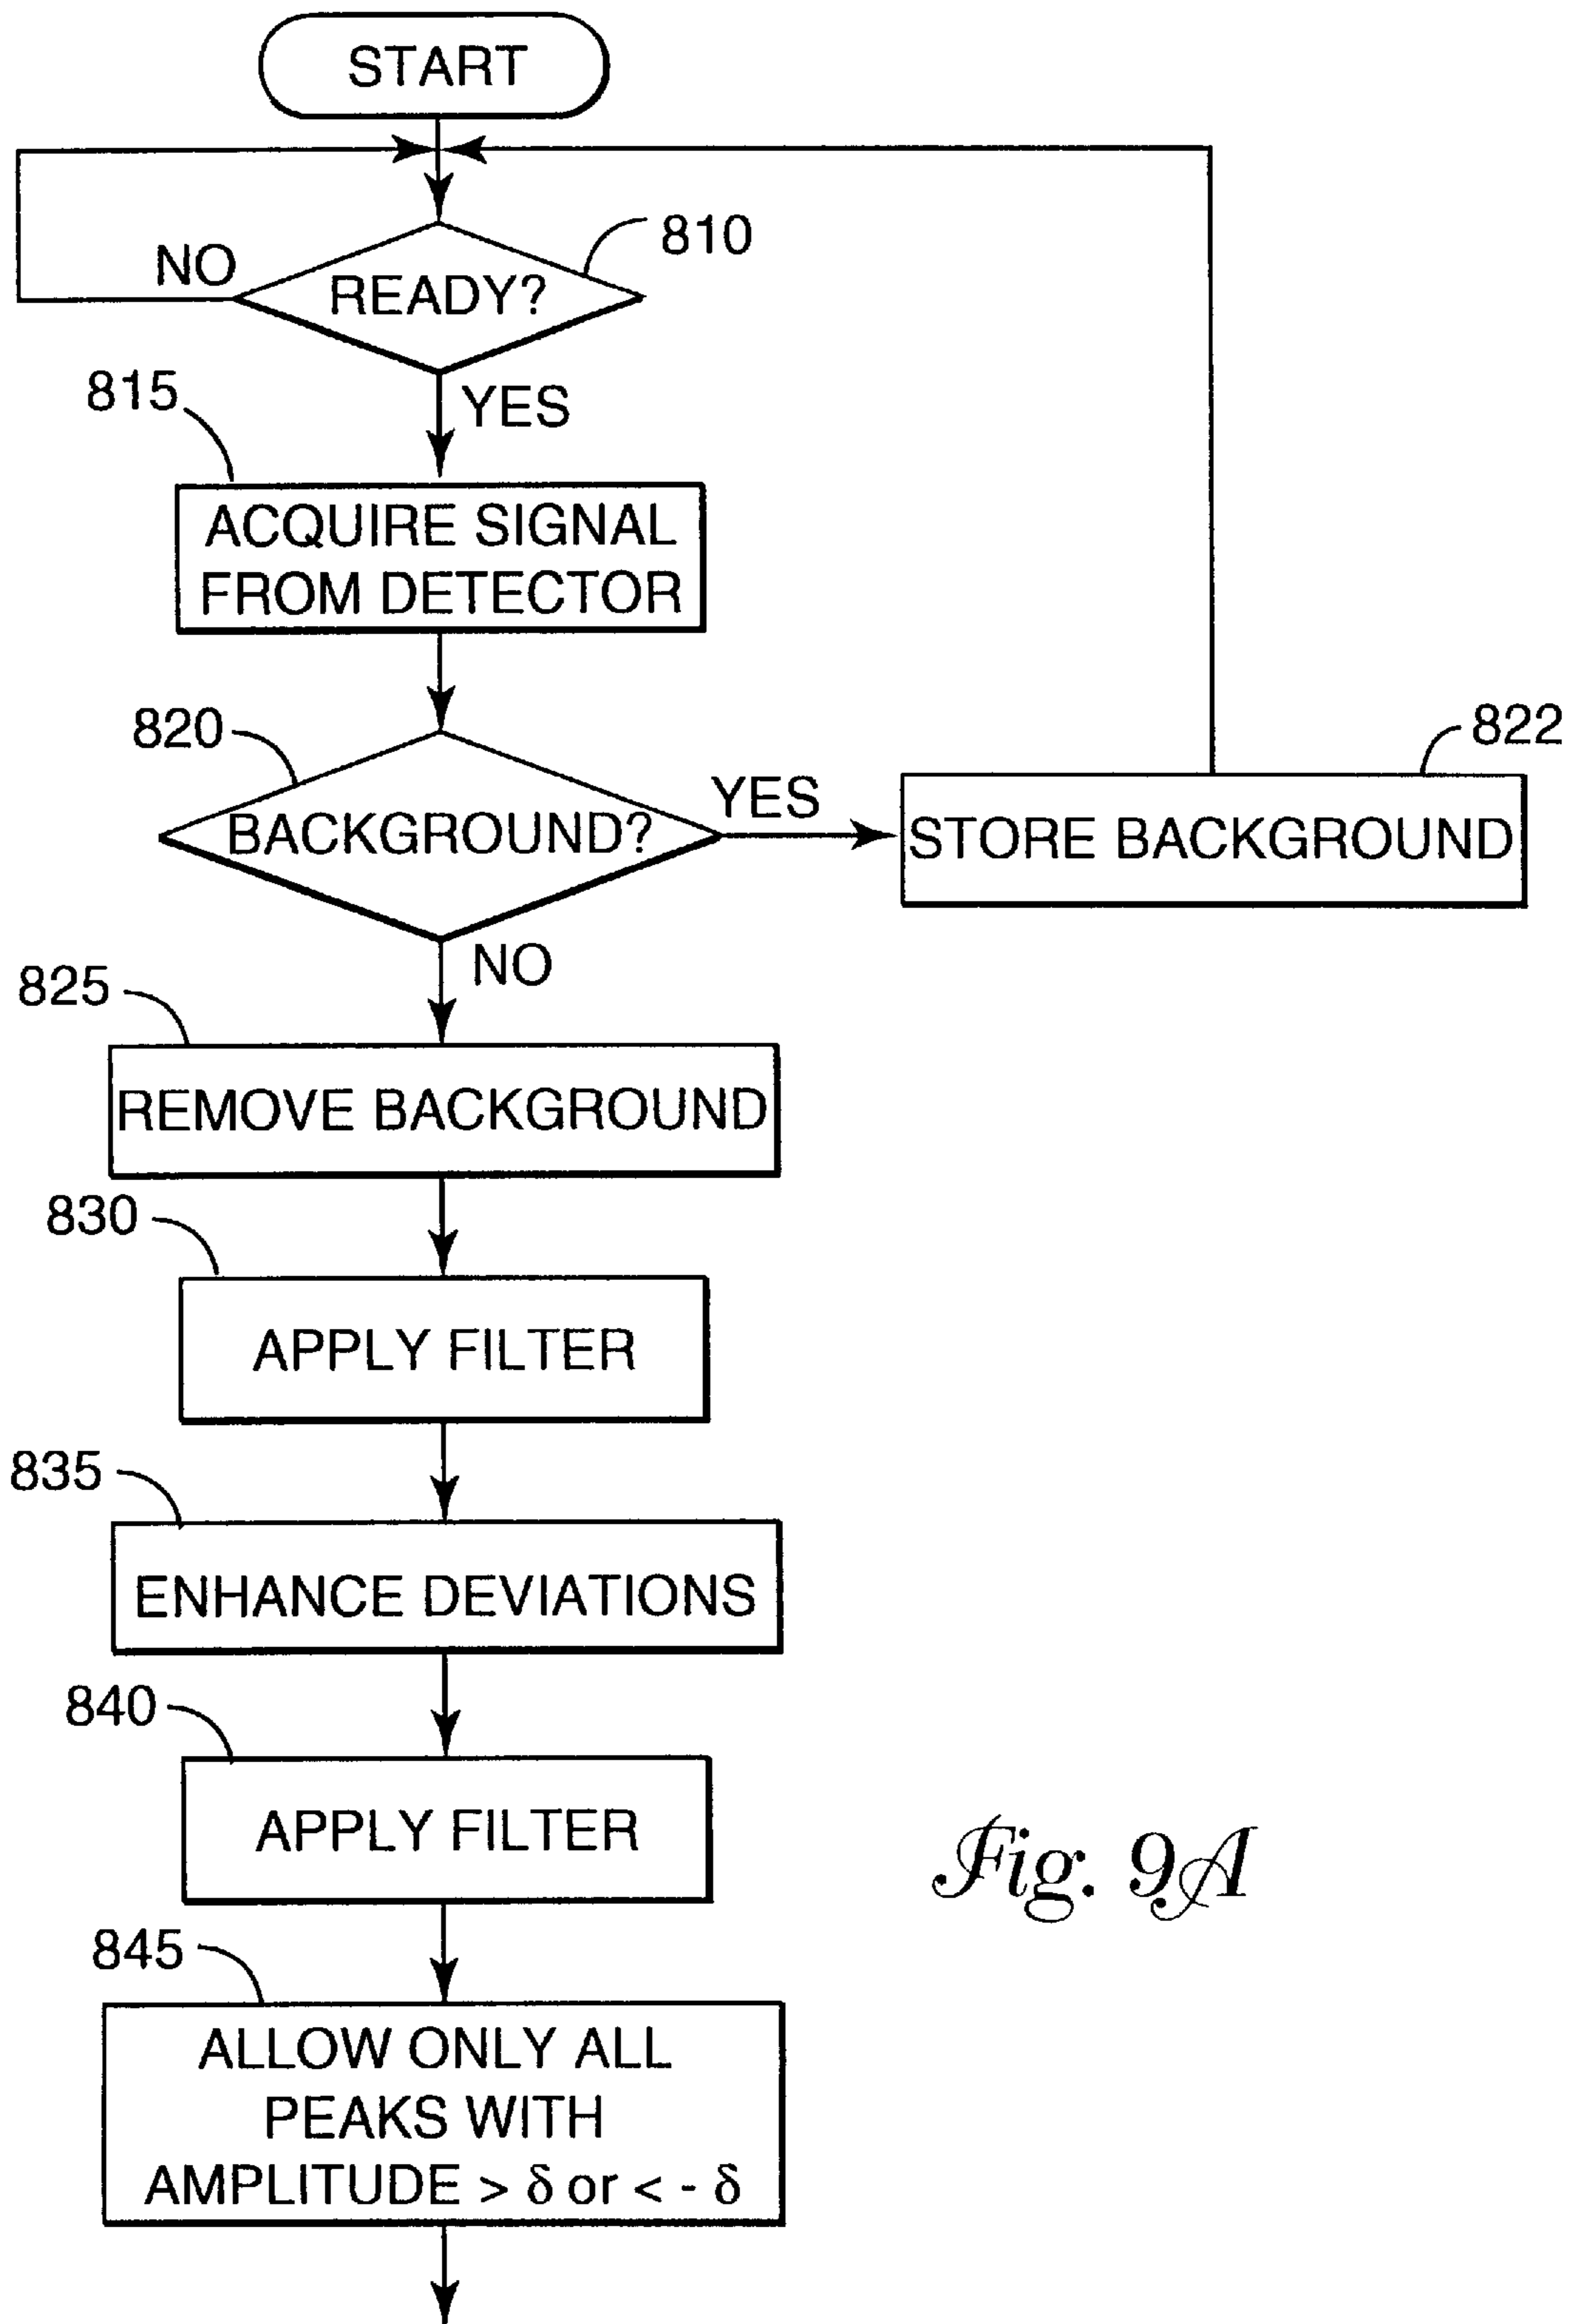 START
810
NO
READY?
815
YES
ACQUIRE SIGNAL
FROM DETECTOR
820
822
YES
BACKGROUND?
STORE BACKGROUND
NO
825
REMOVE BACKGROUND
830
APPLY FILTER
835
ENHANCE DEVIATIONS
840
APPLY FILTER
Fig. 9A
845
ALLOW ONLY ALL
PEAKS WITH
AMPLITUDE > δ or < - δ